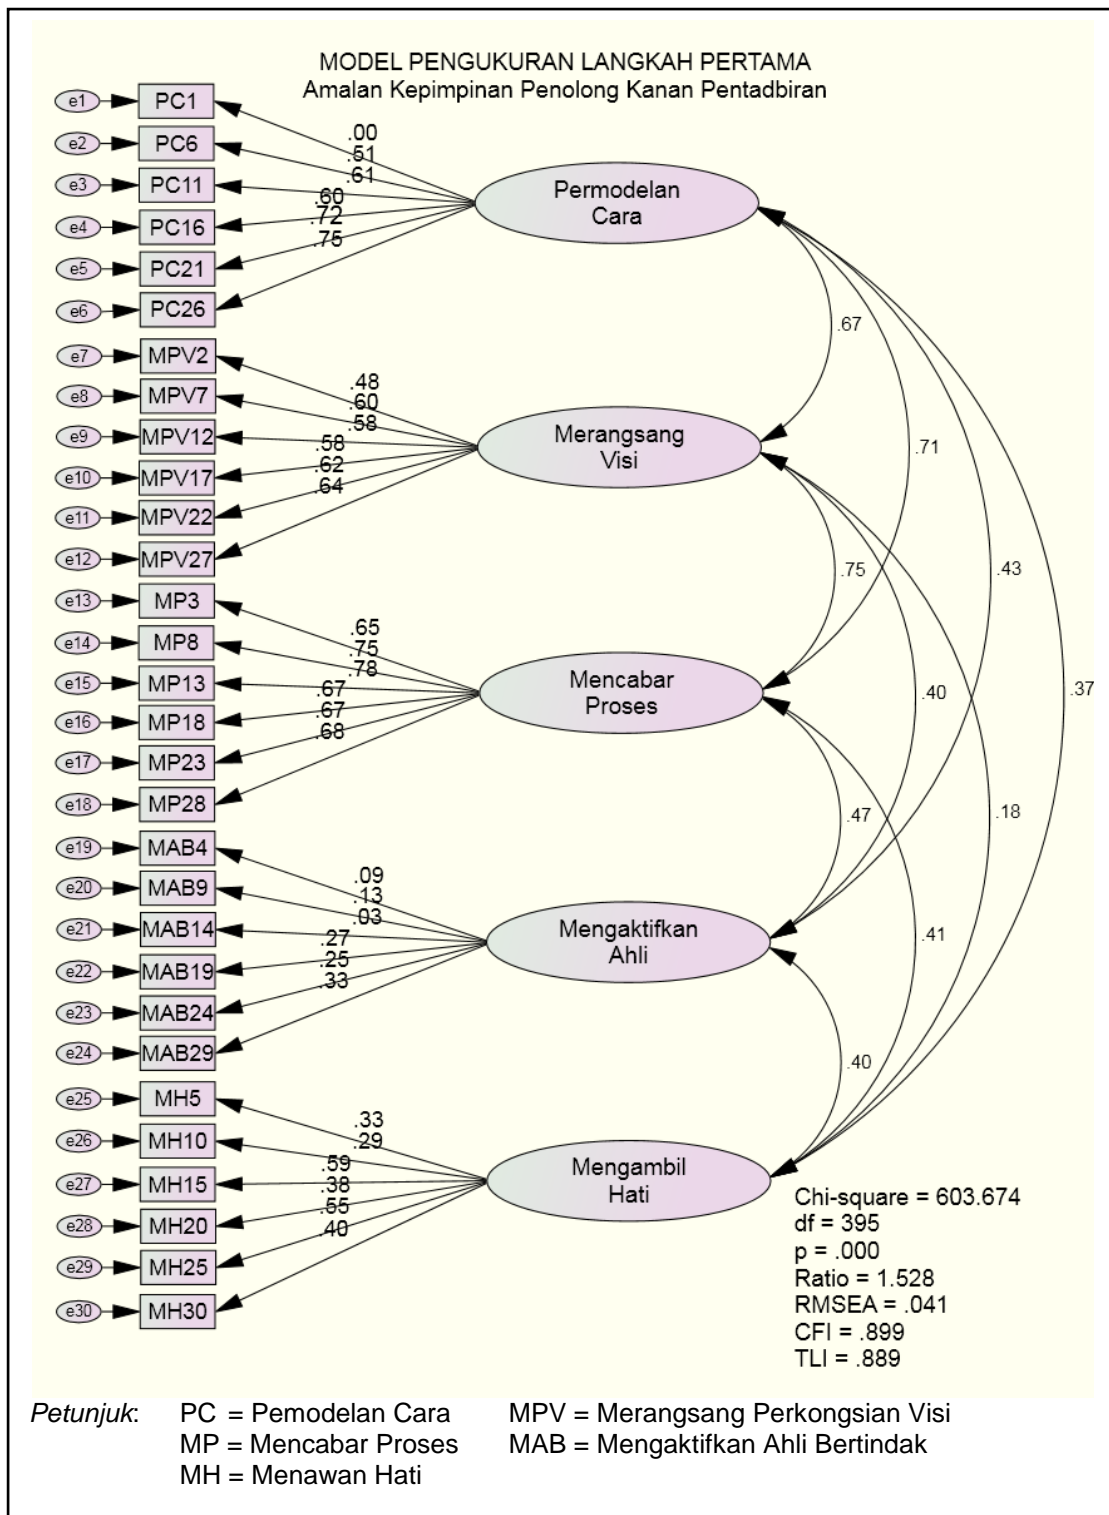 MODEL PENGUKURAN LANGKAH PERTAMA
Amalan Kepimpinan Penolong Kanan Pentadbiran
e1 PC1
e2 PC6
e3 PC11
e4 PC16
e5 PC21
e6 PC26
.00
.51
.61
.60
.72
.75
Permodelan
Cara
e7 MPV2
e8 MPV7
e9 MPV12
e10 MPV17
e11 MPV22
e12 MPV27
.48
.60
.58
.58
.62
.64
Merangsang
Visi
e13 MP3
e14 MP8
e15 MP13
e16 MP18
e17 MP23
e18 MP28
.65
.75
.78
.67
.67
.68
Mencabar
Proses
e19 MAB4
e20 MAB9
e21 MAB14
e22 MAB19
e23 MAB24
e24 MAB29
.09
.13
.03
.27
.25
.33
Mengaktifkan
Ahli
e25 MH5
e26 MH10
e27 MH15
e28 MH20
e29 MH25
e30 MH30
.33
.29
.59
.38
.55
.40
Mengambil
Hati
.67
.71
.75
.43
.40
.37
.47
.18
.41
.40
Chi-square = 603.674
df = 395
p = .000
Ratio = 1.528
RMSEA = .041
CFI = .899
TLI = .889
Petunjuk: PC = Pemodelan Cara MPV = Merangsang Perkongsian Visi
MP = Mencabar Proses MAB = Mengaktifkan Ahli Bertindak
MH = Menawan Hati